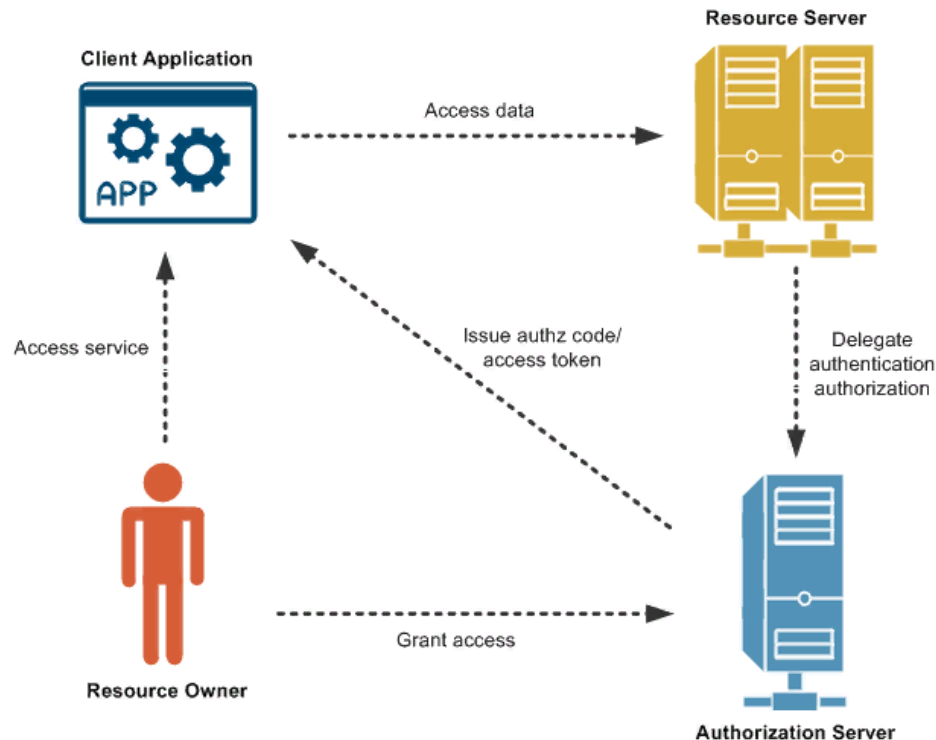 Resource Server
Client Application
Access data
APP
Access service
Issue authz code/
access token
Delegate
authentication
authorization
Grant access
Resource Owner
Authorization Server